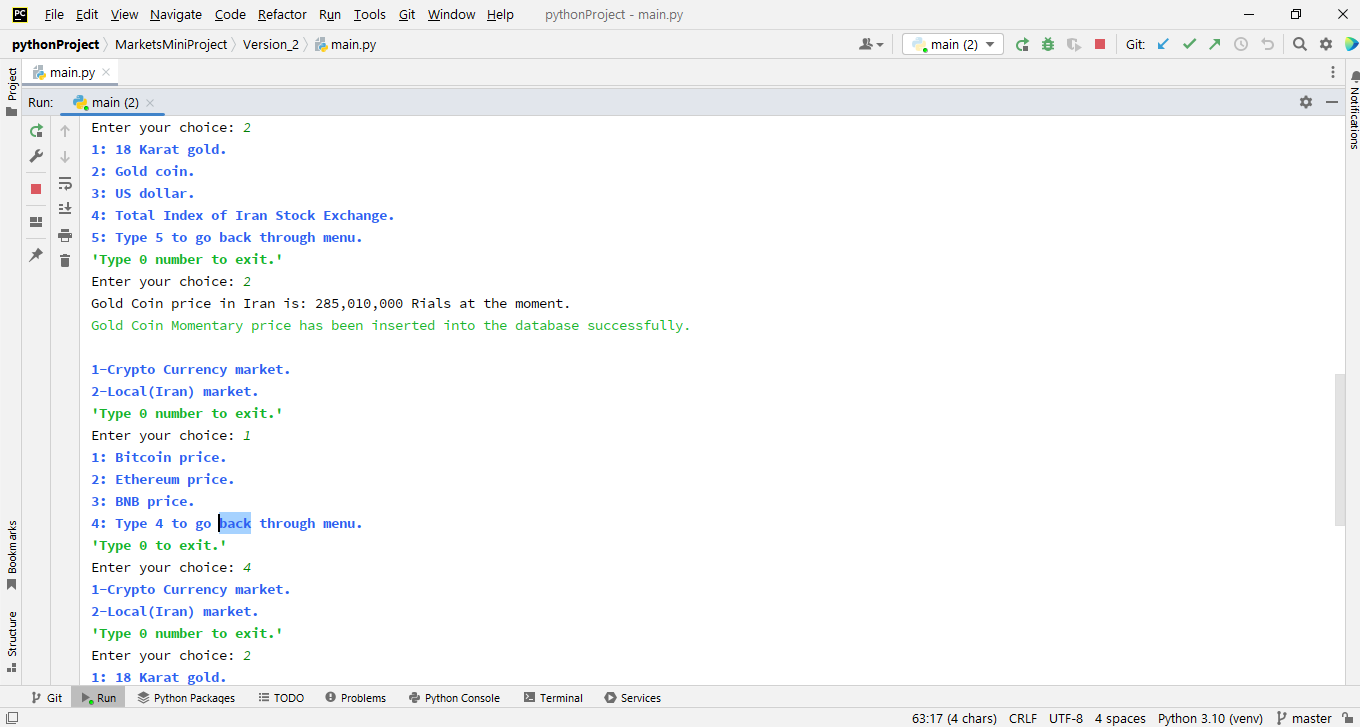 PC File Edit View Navigate Code Refactor Run Tools Git Window Help pythonProject - main.py
pythonProject MarketsMiniProject Version_2 main.py main (2) Git:
Project main.py
Run: main (2)
Notifications
Enter your choice: 2
1: 18 Karat gold.
2: Gold coin.
3: US dollar.
4: Total Index of Iran Stock Exchange.
5: Type 5 to go back through menu.
'Type 0 number to exit.'
Enter your choice: 2
Gold Coin price in Iran is: 285,010,000 Rials at the moment.
Gold Coin Momentary price has been inserted into the database successfully.
1-Crypto Currency market.
2-Local(Iran) market.
'Type 0 number to exit.'
Enter your choice: 1
1: Bitcoin price.
2: Ethereum price.
3: BNB price.
4: Type 4 to go back through menu.
'Type 0 to exit.'
Enter your choice: 4
1-Crypto Currency market.
2-Local(Iran) market.
'Type 0 number to exit.'
Enter your choice: 2
1: 18 Karat gold.
Bookmarks
Structure
Git Run Python Packages TODO Problems Python Console Terminal Services
63:17 (4 chars) CRLF UTF-8 4 spaces Python 3.10 (venv) master